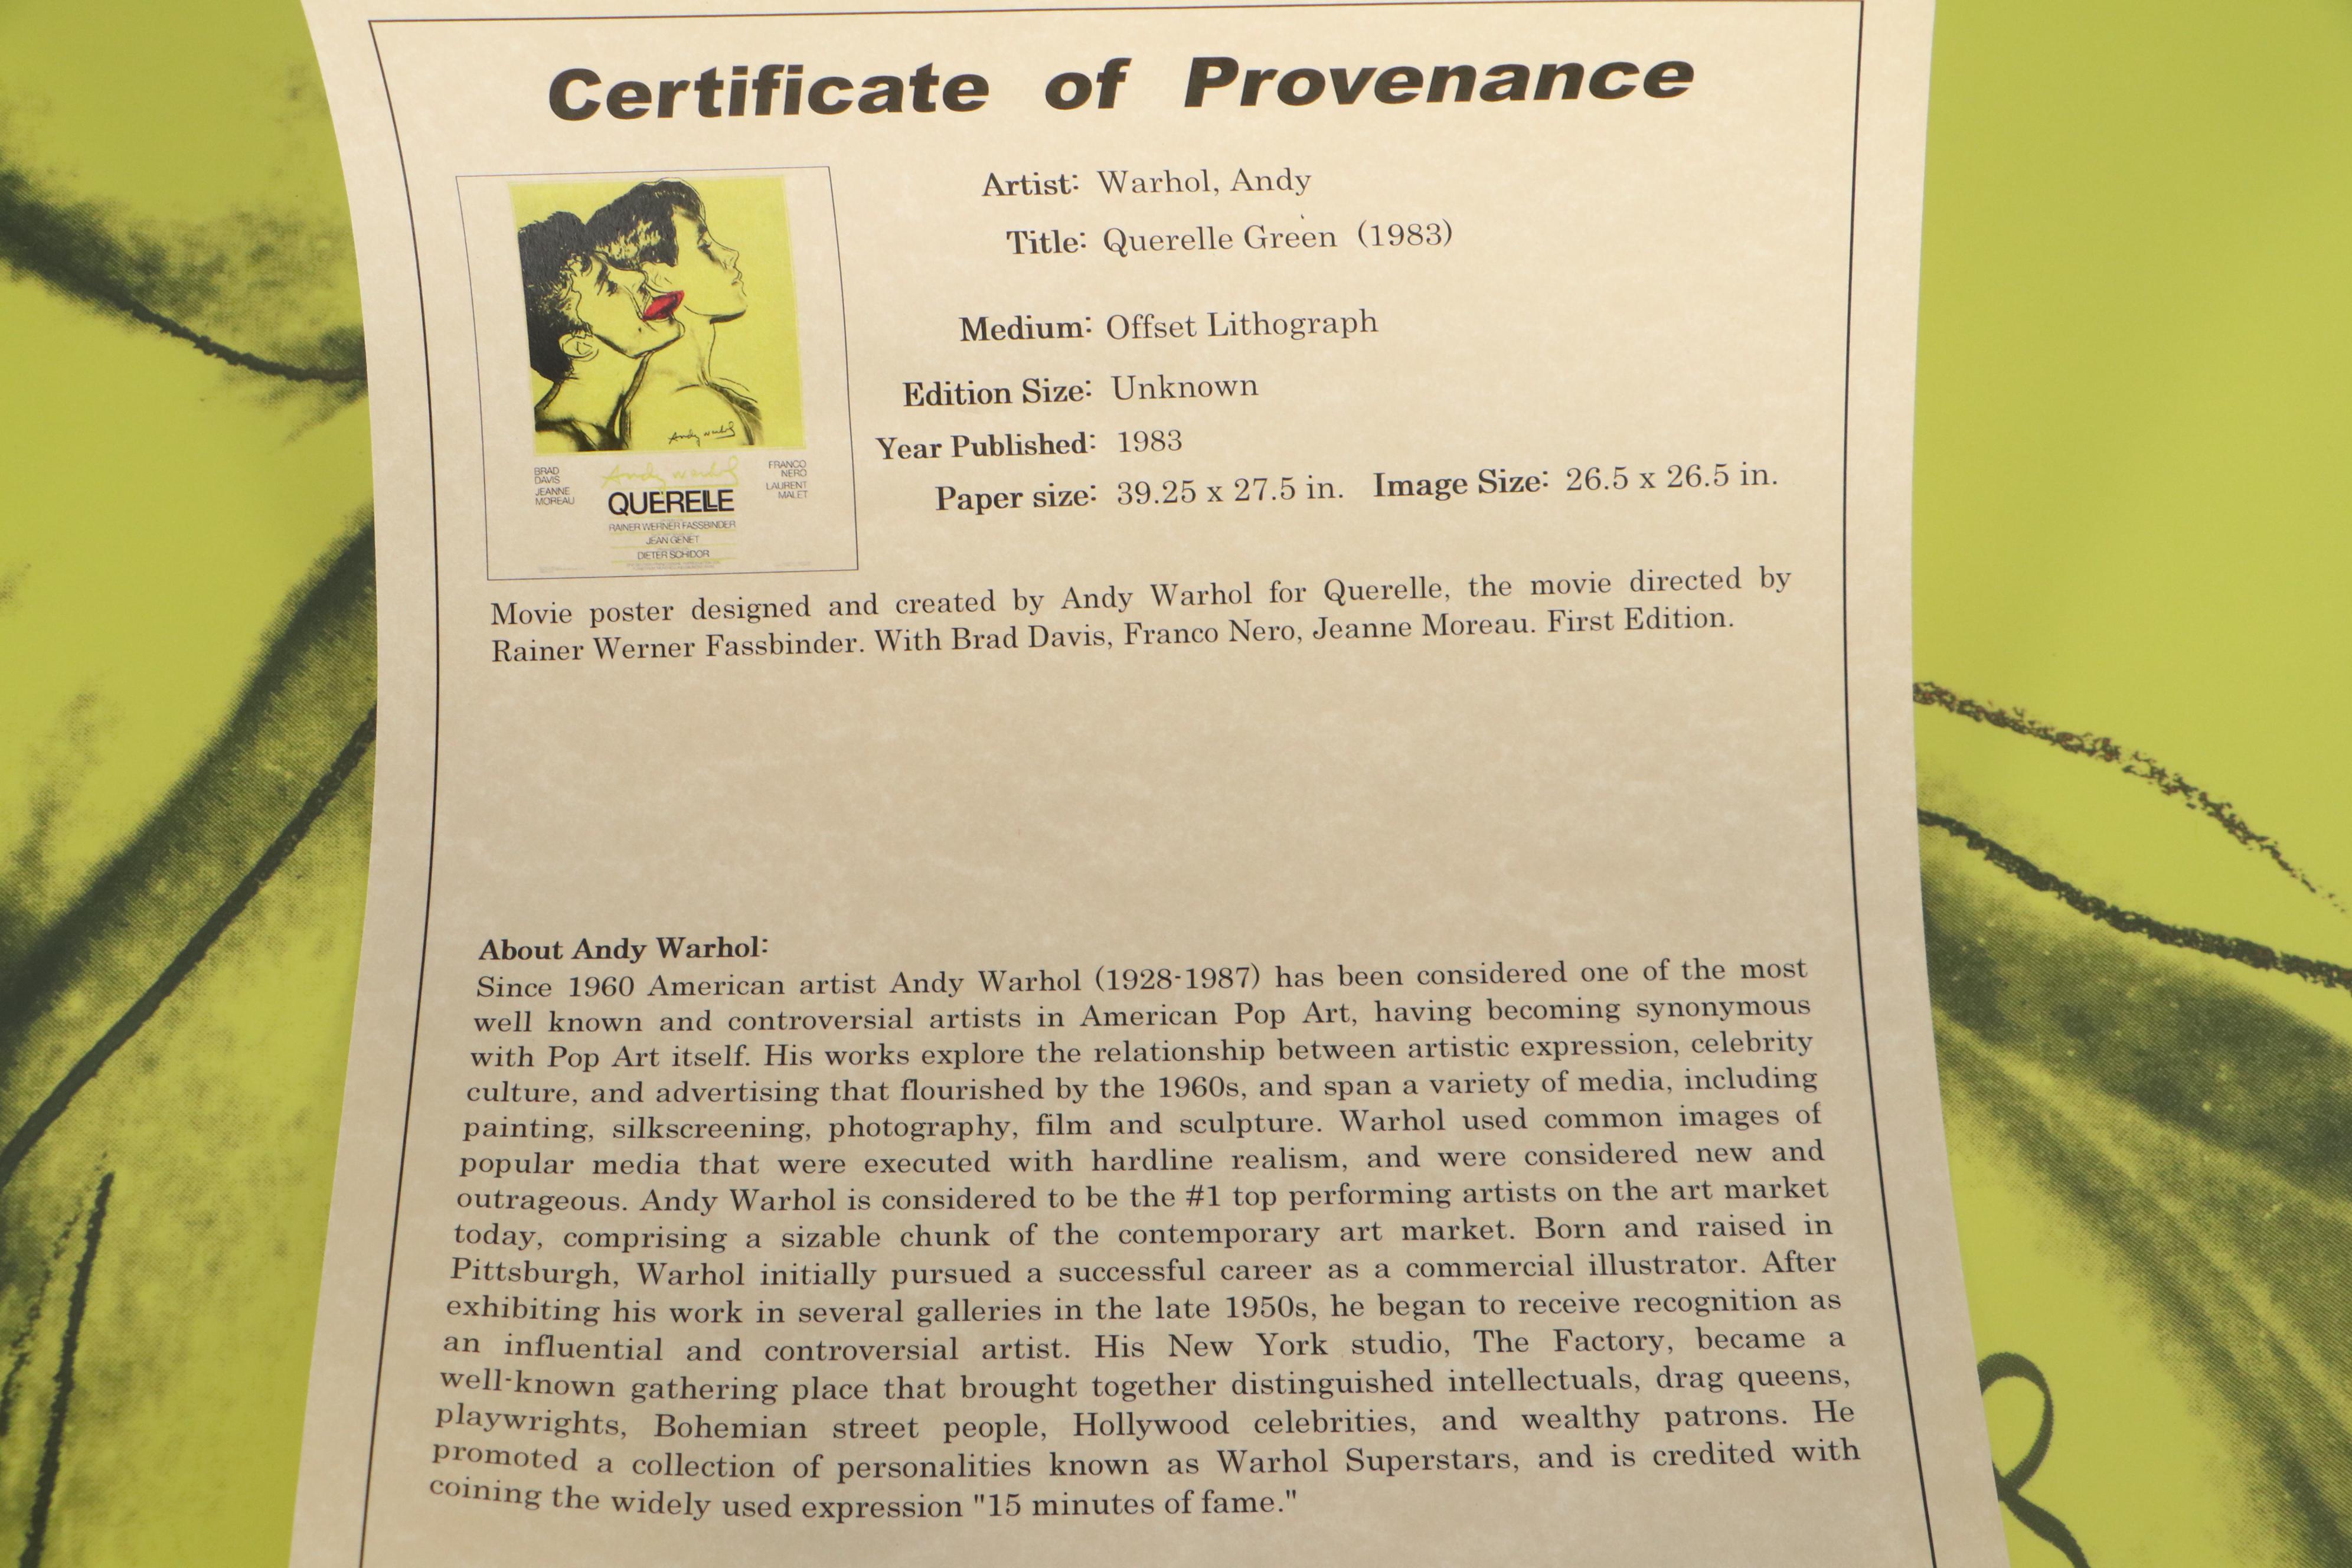 Certificate of Provenance
Andy Warhol
BRAD
DAVIS
JEANNE
MOREAU
Andy Warhol
QUERELLE
RAINER WERNER FASSBINDER
JEAN GENET
DIETER SCHIDOR
FRANCO
NERO
LAURENT
MALET
Artist: Warhol, Andy
Title: Querelle Green (1983)
Medium: Offset Lithograph
Edition Size: Unknown
Year Published: 1983
Paper size: 39.25 x 27.5 in. Image Size: 26.5 x 26.5 in.
Movie poster designed and created by Andy Warhol for Querelle, the movie directed by
Rainer Werner Fassbinder. With Brad Davis, Franco Nero, Jeanne Moreau. First Edition.
About Andy Warhol:
Since 1960 American artist Andy Warhol (1928-1987) has been considered one of the most
well known and controversial artists in American Pop Art, having becoming synonymous
with Pop Art itself. His works explore the relationship between artistic expression, celebrity
culture, and advertising that flourished by the 1960s, and span a variety of media, including
painting, silkscreening, photography, film and sculpture. Warhol used common images of
popular media that were executed with hardline realism, and were considered new and
outrageous. Andy Warhol is considered to be the #1 top performing artists on the art market
today, comprising a sizable chunk of the contemporary art market. Born and raised in
Pittsburgh, Warhol initially pursued a successful career as a commercial illustrator. After
exhibiting his work in several galleries in the late 1950s, he began to receive recognition as
an influential and controversial artist. His New York studio, The Factory, became a
well-known gathering place that brought together distinguished intellectuals, drag queens,
playwrights, Bohemian street people, Hollywood celebrities, and wealthy patrons. He
promoted a collection of personalities known as Warhol Superstars, and is credited with
coining the widely used expression "15 minutes of fame."